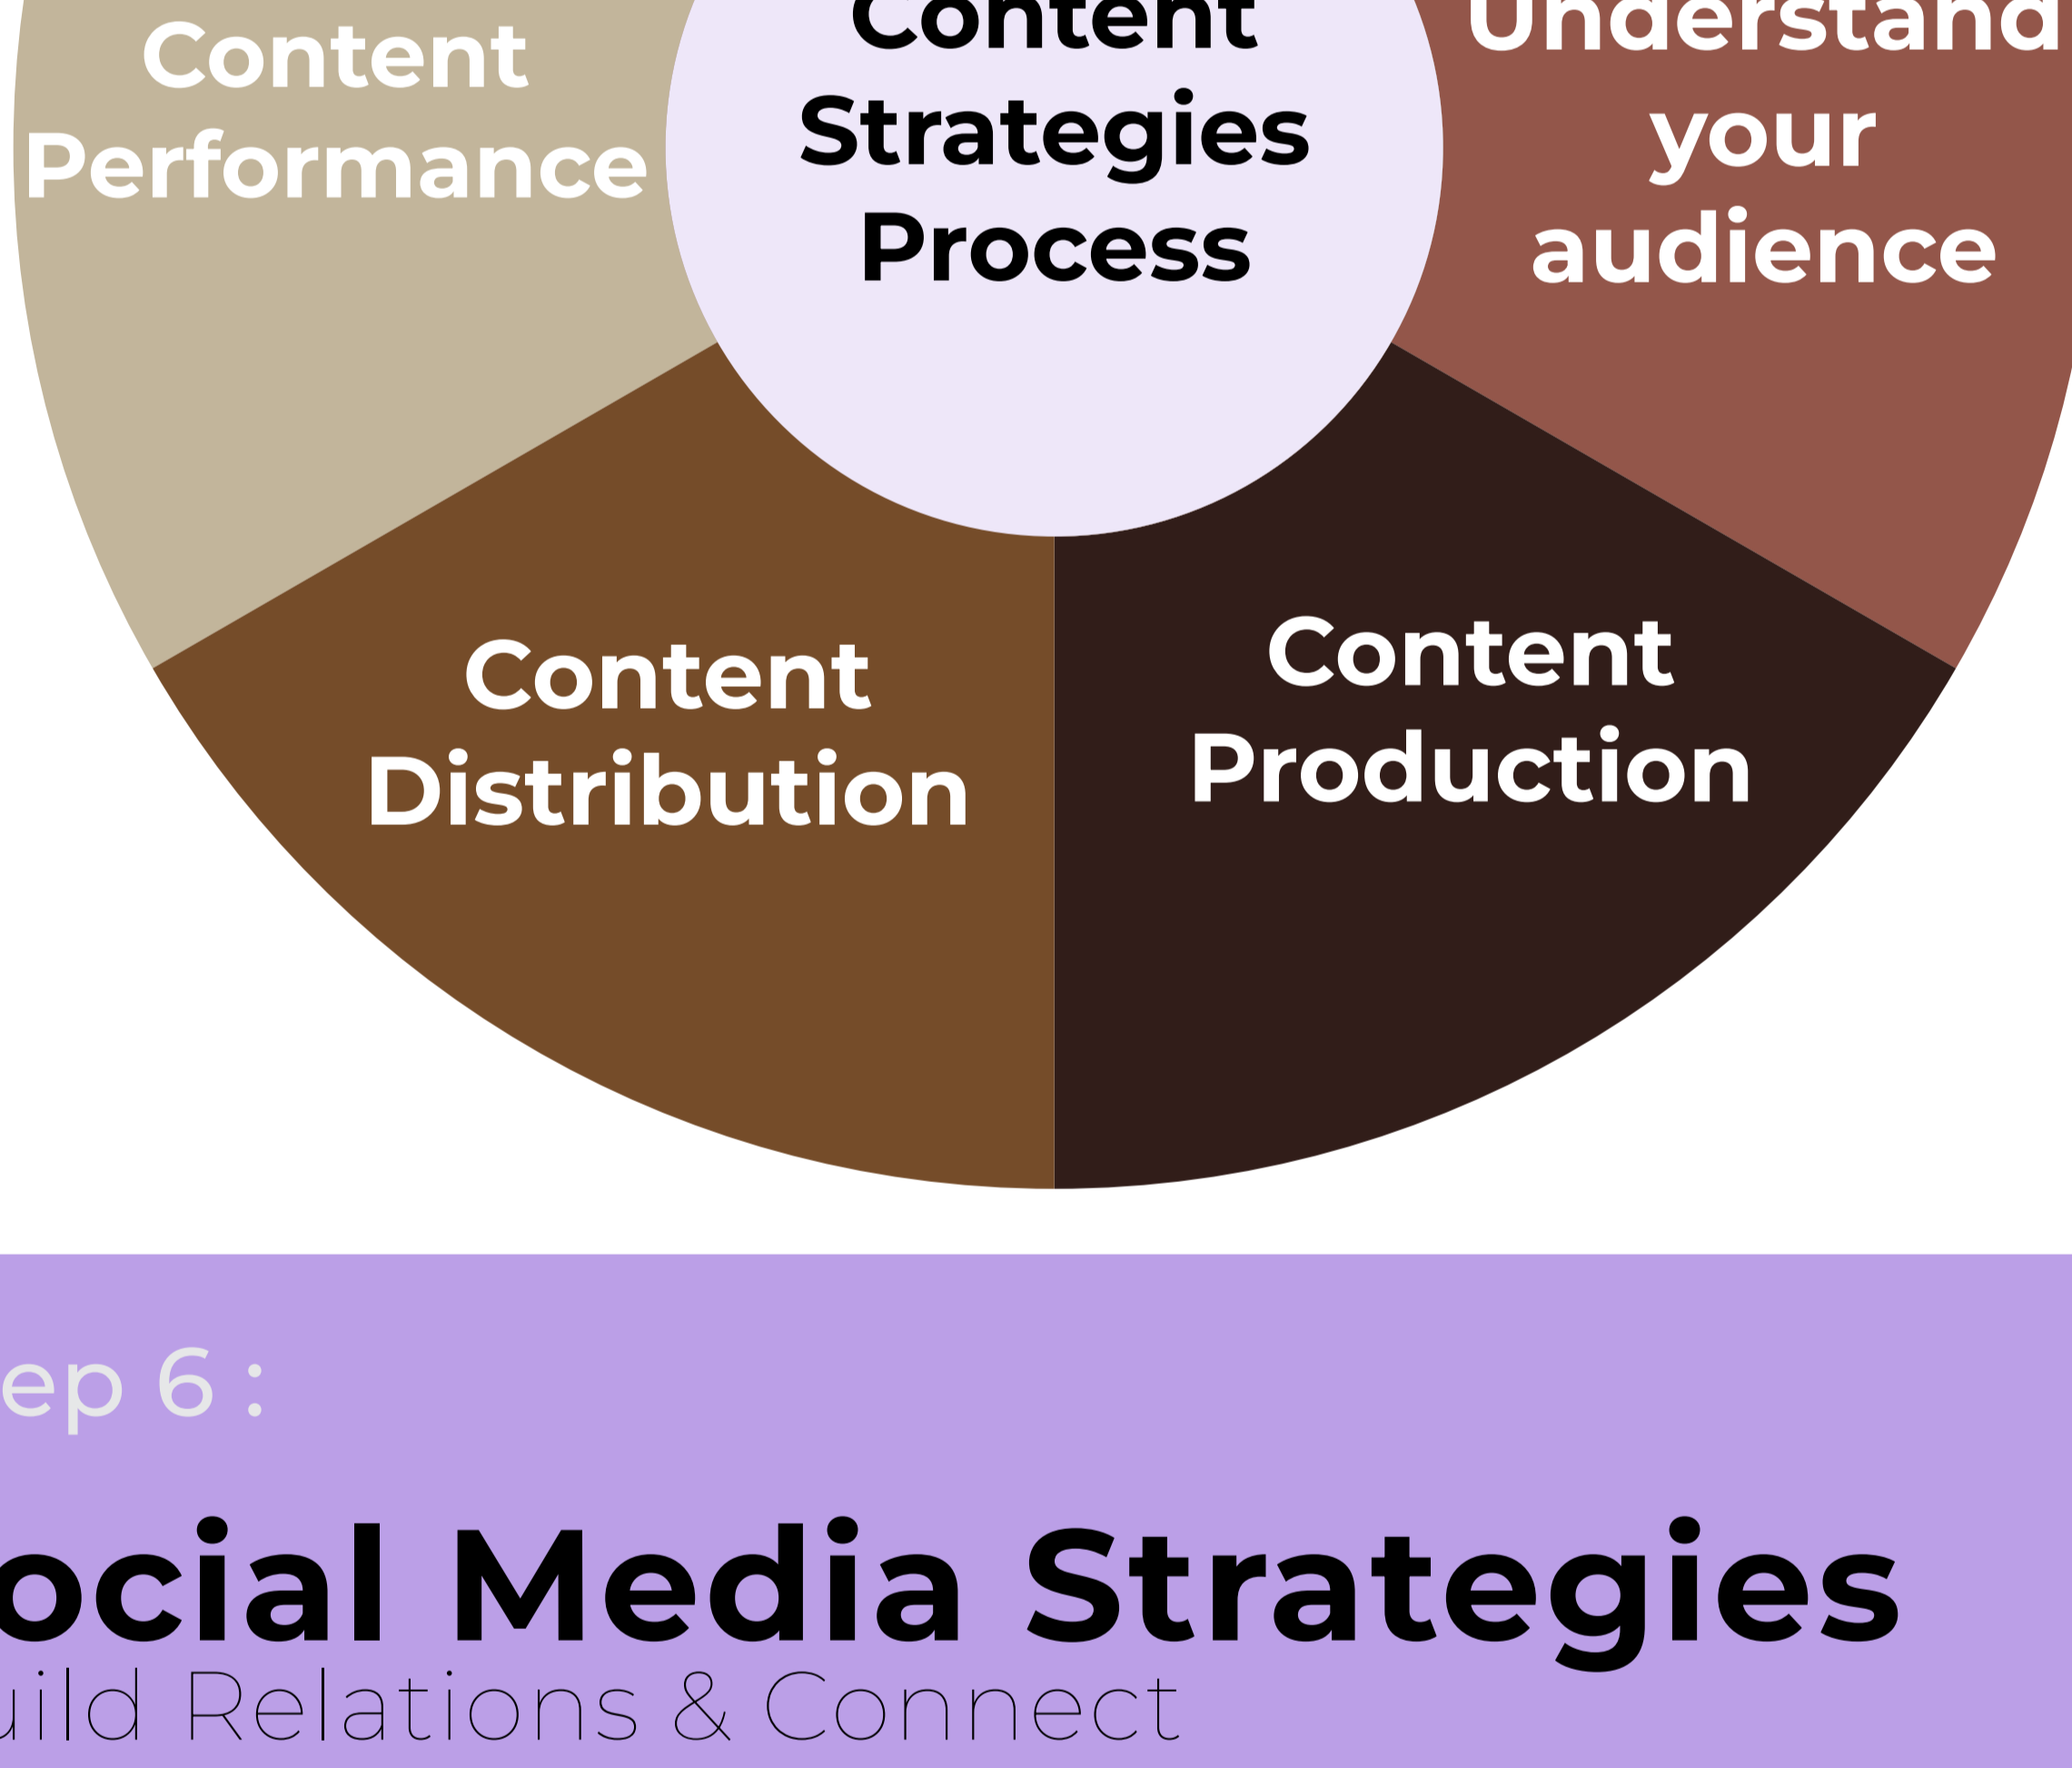 Content
Performance
Content
Strategies
Process
Understand
your
audience
Content
Distribution
Content
Production
ep 6 :
ocial Media Strategies
uild Relations & Connect